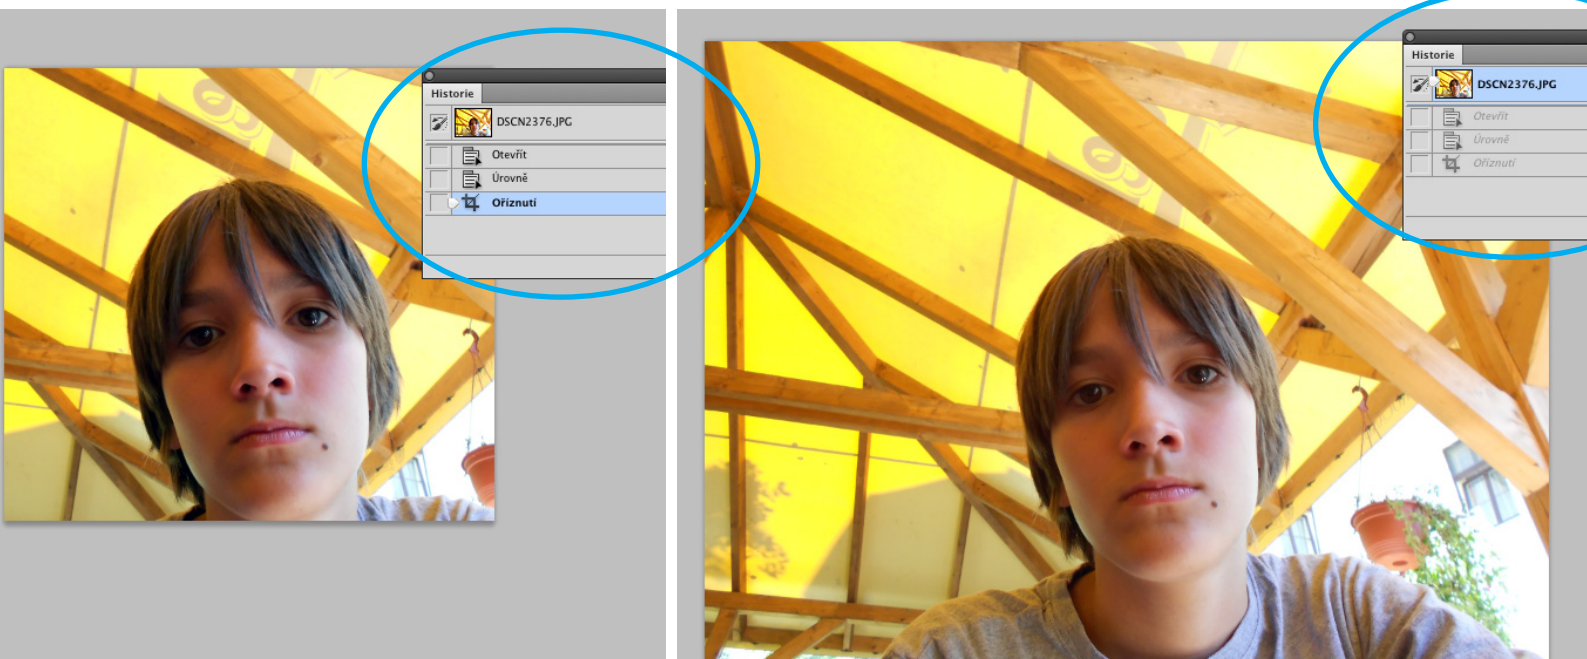 Historie
DSCN2376.JPG
Otevřít
Úrovně
Oříznutí
Historie
DSCN2376.JPG
Otevřít
Úrovně
Oříznutí